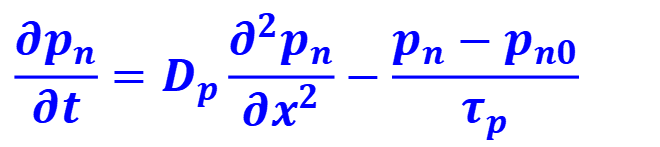 ∂pₙ/∂t = Dₚ ∂²pₙ/∂x² − (pₙ − pₙ₀)/τₚ